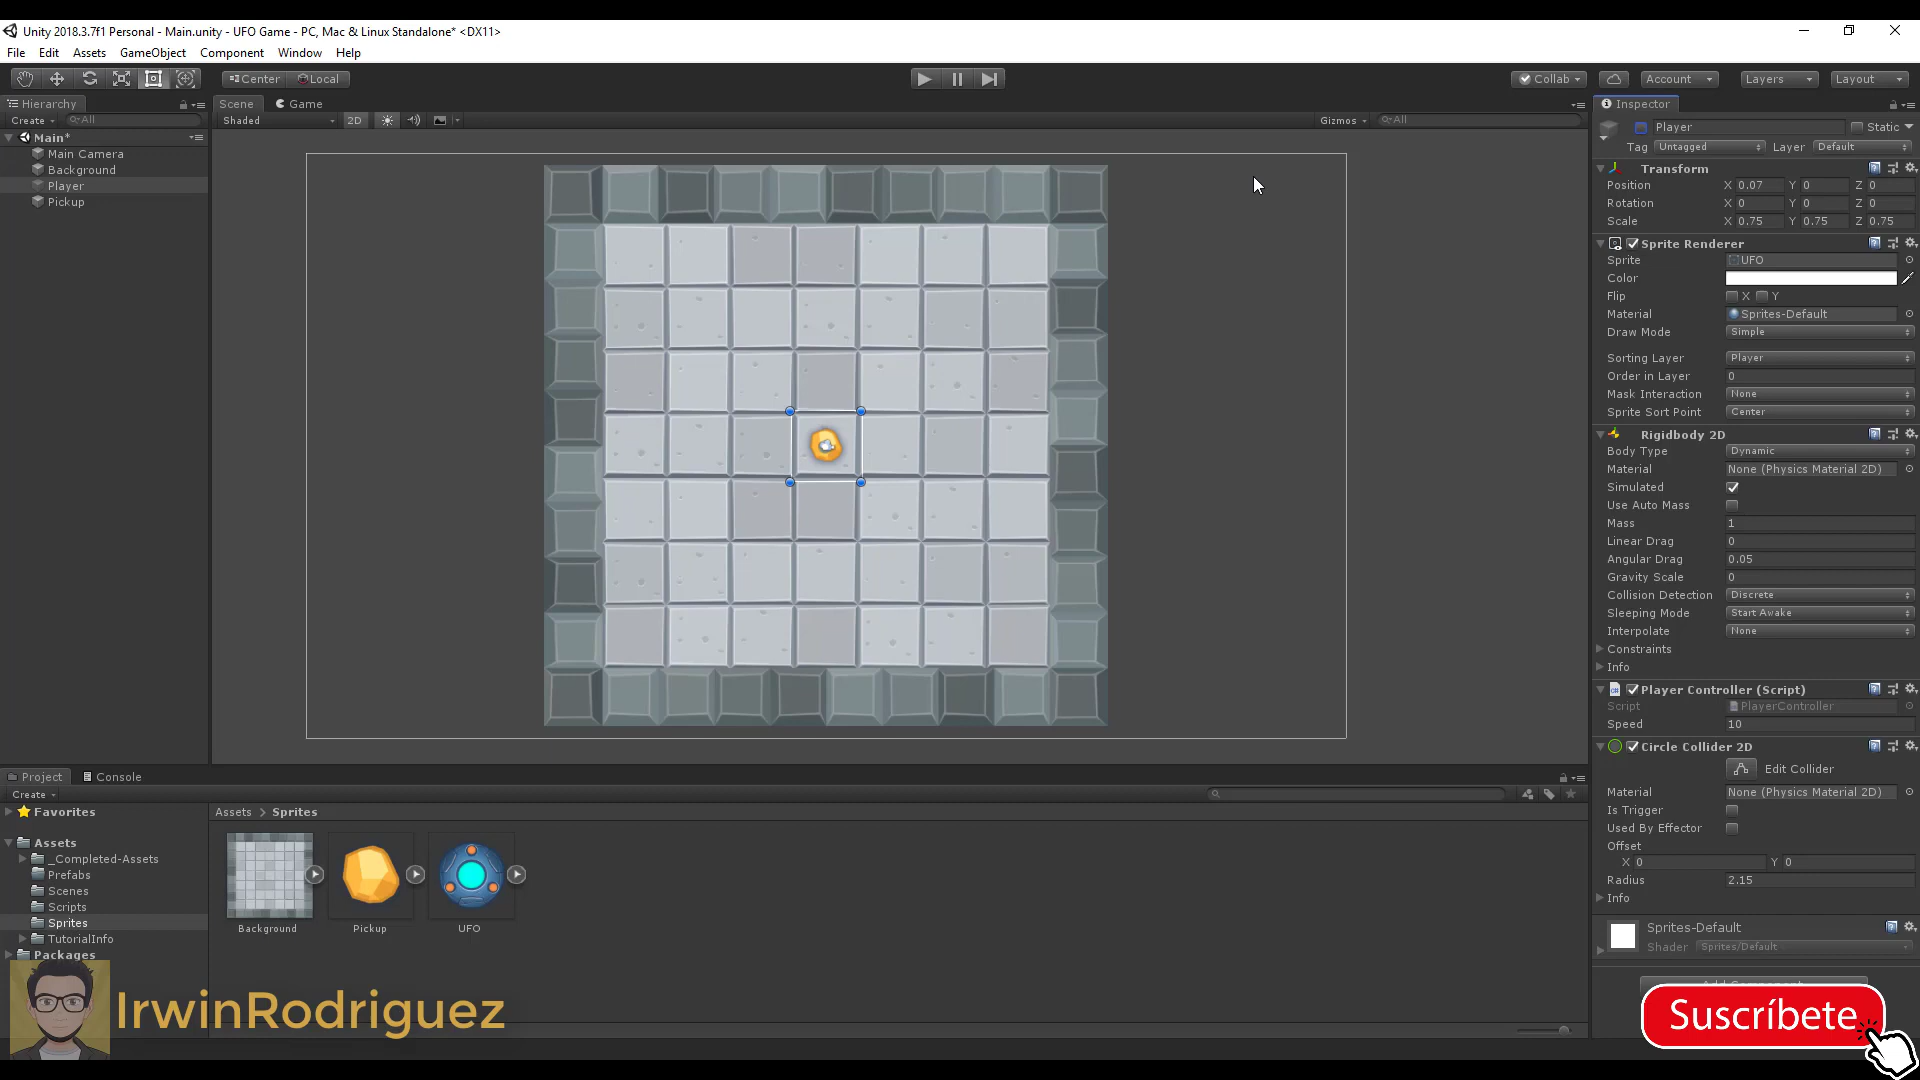 Unity 2018.3.7f1 Personal - Main.unity - UFO Game - PC, Mac & Linux Standalone* <DX11>
File Edit Assets GameObject Component Window Help
Center Local Collab Account Layers Layout
Hierarchy
Create All
Main*
Main Camera
Background
Player
Pickup
Scene Game
Shaded 2D Gizmos All
Inspector
Player Static
Tag Untagged Layer Default
Transform
Position X 0.07 Y 0 Z 0
Rotation X 0 Y 0 Z 0
Scale X 0.75 Y 0.75 Z 0.75
Sprite Renderer
Sprite UFO
Color
Flip X Y
Material Sprites-Default
Draw Mode Simple
Sorting Layer Player
Order in Layer 0
Mask Interaction None
Sprite Sort Point Center
Rigidbody 2D
Body Type Dynamic
Material None (Physics Material 2D)
Simulated
Use Auto Mass
Mass 1
Linear Drag 0
Angular Drag 0.05
Gravity Scale 0
Collision Detection Discrete
Sleeping Mode Start Awake
Interpolate None
Constraints
Info
Player Controller (Script)
Script PlayerController
Speed 10
Circle Collider 2D
Edit Collider
Material None (Physics Material 2D)
Is Trigger
Used By Effector
Offset
X 0 Y 0
Radius 2.15
Info
Sprites-Default
Shader Sprites/Default
Project Console
Create
Favorites
Assets
_Completed-Assets
Prefabs
Scenes
Scripts
Sprites
TutorialInfo
Packages
Assets > Sprites
Background Pickup UFO
IrwinRodriguez
Suscríbete